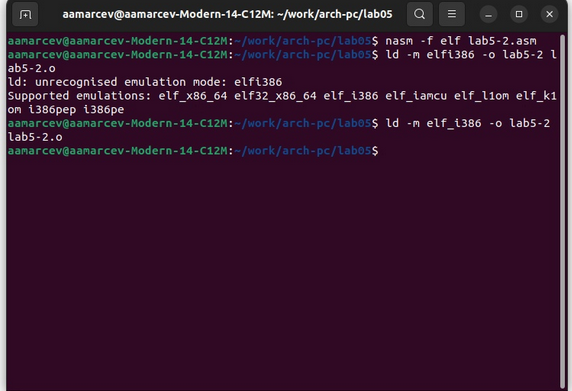 aamarcev@aamarcev-Modern-14-C12M: ~/work/arch-pc/lab05
aamarcev@aamarcev-Modern-14-C12M:~/work/arch-pc/lab05$ nasm -f elf lab5-2.asm
aamarcev@aamarcev-Modern-14-C12M:~/work/arch-pc/lab05$ ld -m elfi386 -o lab5-2 l
ab5-2.o
ld: unrecognised emulation mode: elfi386
Supported emulations: elf_x86_64 elf32_x86_64 elf_i386 elf_iamcu elf_l1om elf_k1
om i386pep i386pe
aamarcev@aamarcev-Modern-14-C12M:~/work/arch-pc/lab05$ ld -m elf_i386 -o lab5-2
lab5-2.o
aamarcev@aamarcev-Modern-14-C12M:~/work/arch-pc/lab05$